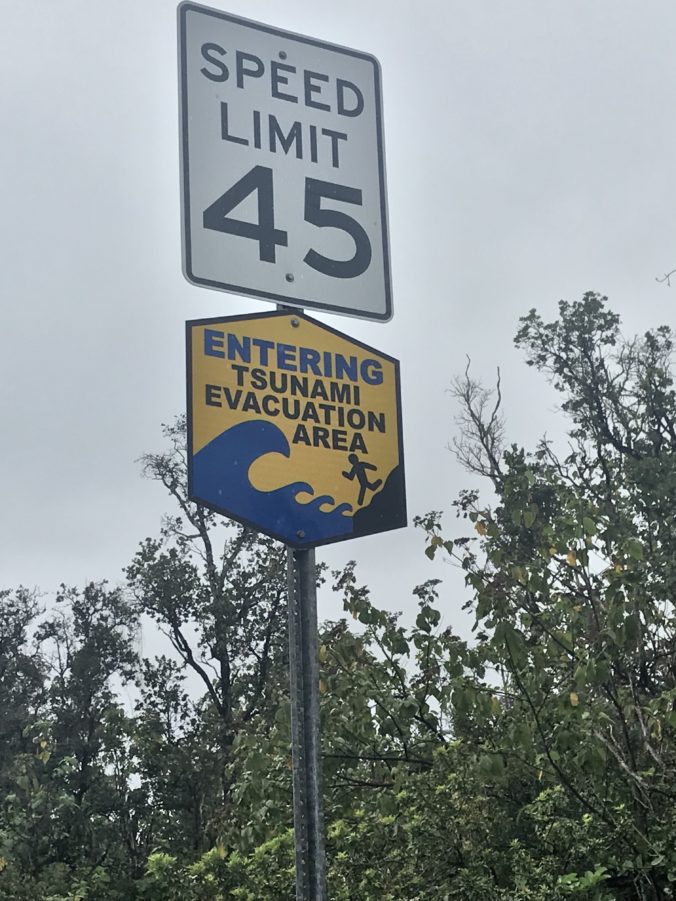 SPEED
LIMIT
45
ENTERING
TSUNAMI
EVACUATION
AREA